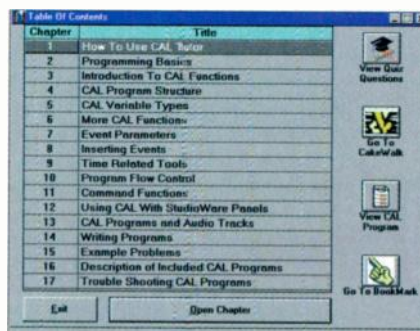 Table Of Contents
Chapter Title
1 How To Use CAL Tutor
2 Programming Basics
3 Introduction To CAL Functions
4 CAL Program Structure
5 CAL Variable Types
6 More CAL Functions
7 Event Parameters
8 Inserting Events
9 Time Related Tools
10 Program Flow Control
11 Command Functions
12 Using CAL With StudioWare Panels
13 CAL Programs and Audio Tracks
14 Writing Programs
15 Example Problems
16 Description of Included CAL Programs
17 Trouble Shooting CAL Programs
Exit
Open Chapter
View Quiz
Questions
Go To
CakeWalk
View CAL
Program
Go To BookMark